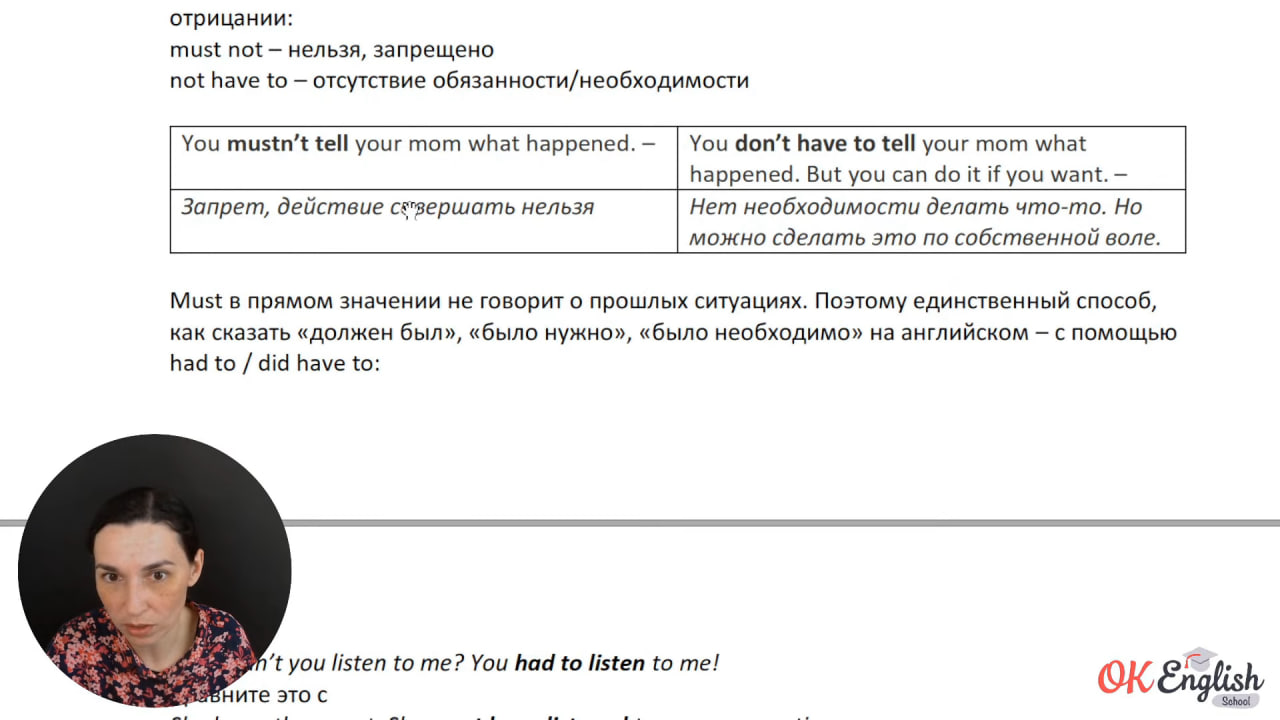 отрицании:
must not – нельзя, запрещено
not have to – отсутствие обязанности/необходимости
You mustn’t tell your mom what happened. –
You don’t have to tell your mom what
happened. But you can do it if you want. –
Запрет, действие совершать нельзя
Нет необходимости делать что-то. Но
можно сделать это по собственной воле.
Must в прямом значении не говорит о прошлых ситуациях. Поэтому единственный способ,
как сказать «должен был», «было нужно», «было необходимо» на английском – с помощью
had to / did have to:
you listen to me? You had to listen to me!
это с
OK English
School